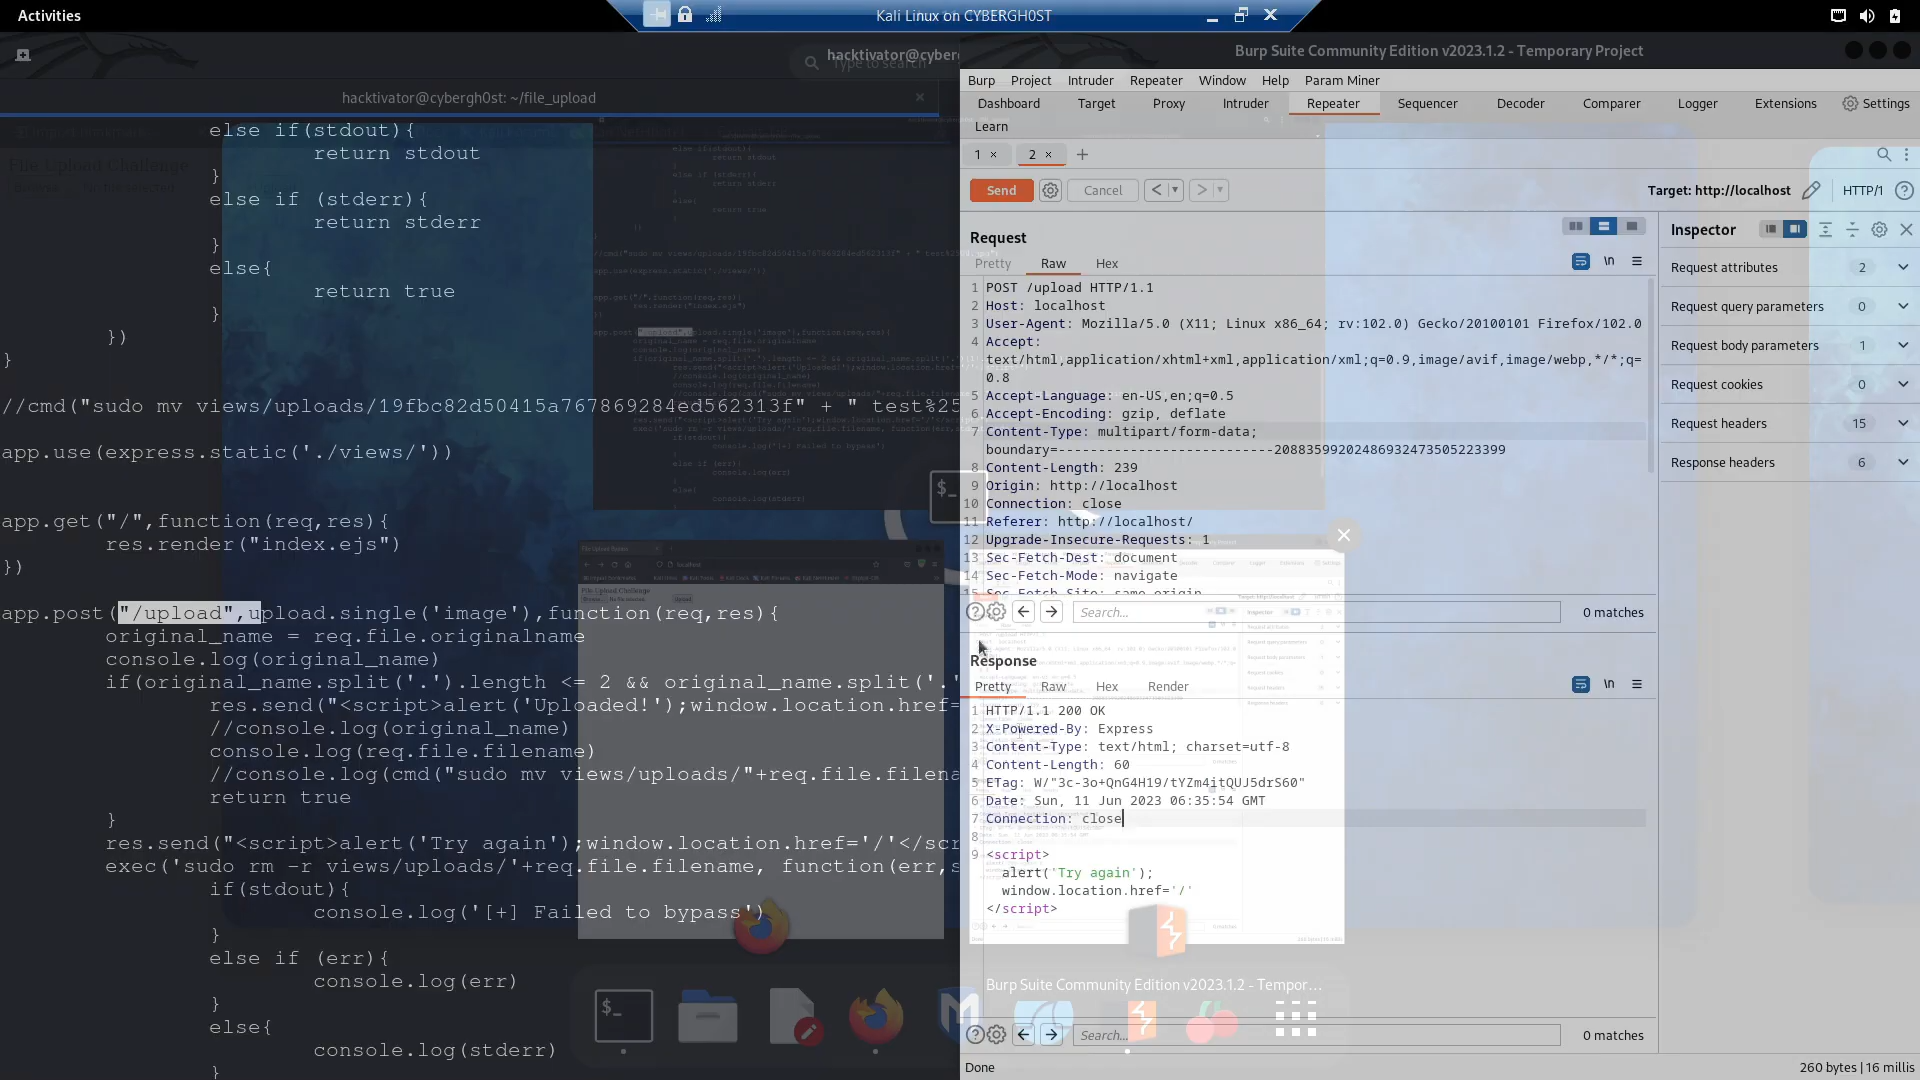 Activities
Kali Linux on CYBERGH0ST
hacktivator@cyber
Type to search
hacktivator@cybergh0st: ~/file_upload
File Upload Challenge
else if(stdout){
return stdout
}
else if (stderr){
return stderr
}
else{
return true
}
})
}
//cmd("sudo mv views/uploads/19fbc82d50415a767869284ed562313f" + " test%25
app.use(express.static('./views/'))
app.get("/",function(req,res){
res.render("index.ejs")
})
app.post("/upload",upload.single('image'),function(req,res){
original_name = req.file.originalname
console.log(original_name)
if(original_name.split('.').length <= 2 && original_name.split('.'
res.send("<script>alert('Uploaded!');window.location.href=
//console.log(original_name)
console.log(req.file.filename)
//console.log(cmd("sudo mv views/uploads/"+req.file.filena
return true
}
res.send("<script>alert('Try again');window.location.href='/'</scr
exec('sudo rm -r views/uploads/'+req.file.filename, function(err,s
if(stdout){
console.log('[+] Failed to bypass')
}
else if (err){
console.log(err)
}
else{
console.log(stderr)
}
Burp Suite Community Edition v2023.1.2 - Temporary Project
Burp Project Intruder Repeater Window Help Param Miner
Dashboard Target Proxy Intruder Repeater Sequencer Decoder Comparer Logger Extensions Settings
Learn
1 × 2 × +
Send Cancel < > Target: http://localhost HTTP/1
Request
Pretty Raw Hex
\n
1 POST /upload HTTP/1.1
2 Host: localhost
3 User-Agent: Mozilla/5.0 (X11; Linux x86_64; rv:102.0) Gecko/20100101 Firefox/102.0
4 Accept:
text/html,application/xhtml+xml,application/xml;q=0.9,image/avif,image/webp,*/*;q=
0.8
5 Accept-Language: en-US,en;q=0.5
6 Accept-Encoding: gzip, deflate
7 Content-Type: multipart/form-data;
boundary=---------------------------20883599202486932473505223399
8 Content-Length: 239
9 Origin: http://localhost
10 Connection: close
11 Referer: http://localhost/
12 Upgrade-Insecure-Requests: 1
13 Sec-Fetch-Dest: document
14 Sec-Fetch-Mode: navigate
15 Sec-Fetch-Site: same-origin
Search... 0 matches
Response
Pretty Raw Hex Render
\n
1 HTTP/1.1 200 OK
2 X-Powered-By: Express
3 Content-Type: text/html; charset=utf-8
4 Content-Length: 60
5 ETag: W/"3c-3o+QnG4H19/tYZm4itQUJ5drS60"
6 Date: Sun, 11 Jun 2023 06:35:54 GMT
7 Connection: close
8
9 <script>
alert('Try again');
window.location.href='/'
</script>
Burp Suite Community Edition v2023.1.2 - Tempor...
Search... 0 matches
Done 260 bytes | 16 millis
Inspector
Request attributes 2
Request query parameters 0
Request body parameters 1
Request cookies 0
Request headers 15
Response headers 6